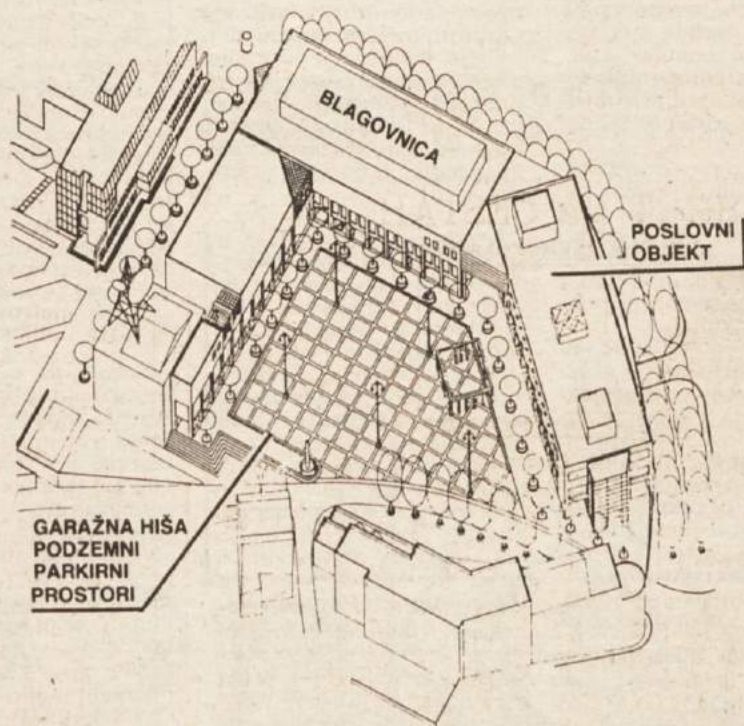 BLAGOVNICA
POSLOVNI
OBJEKT
GARAŽNA HIŠA
PODZEMNI
PARKIRNI
PROSTORI